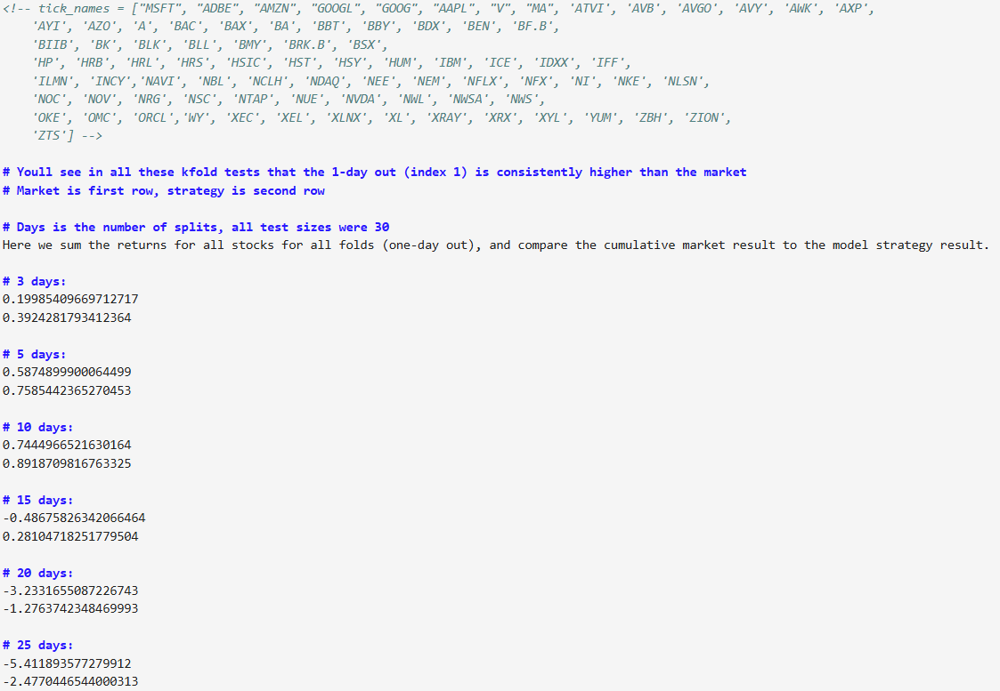 <!-- tick_names = ["MSFT", "ADBE", "AMZN", "GOOGL", "GOOG", "AAPL", "V", "MA", 'ATVI', 'AVB', 'AVGO', 'AVY', 'AWK', 'AXP',
'AYI', 'AZO', 'A', 'BAC', 'BAX', 'BA', 'BBT', 'BBY', 'BDX', 'BEN', 'BF.B',
'BIIB', 'BK', 'BLK', 'BLL', 'BMY', 'BRK.B', 'BSX',
'HP', 'HRB', 'HRL', 'HRS', 'HSIC', 'HST', 'HSY', 'HUM', 'IBM', 'ICE', 'IDXX', 'IFF',
'ILMN', 'INCY','NAVI', 'NBL', 'NCLH', 'NDAQ', 'NEE', 'NEM', 'NFLX', 'NFX', 'NI', 'NKE', 'NLSN',
'NOC', 'NOV', 'NRG', 'NSC', 'NTAP', 'NUE', 'NVDA', 'NWL', 'NWSA', 'NWS',
'OKE', 'OMC', 'ORCL','WY', 'XEC', 'XEL', 'XLNX', 'XL', 'XRAY', 'XRX', 'XYL', 'YUM', 'ZBH', 'ZION',
'ZTS'] -->
# Youll see in all these kfold tests that the 1-day out (index 1) is consistently higher than the market
# Market is first row, strategy is second row
# Days is the number of splits, all test sizes were 30
Here we sum the returns for all stocks for all folds (one-day out), and compare the cumulative market result to the model strategy result.
# 3 days:
0.19985409669712717
0.3924281793412364
# 5 days:
0.5874899900064499
0.7585442365270453
# 10 days:
0.7444966521630164
0.8918709816763325
# 15 days:
-0.48675826342066464
0.28104718251779504
# 20 days:
-3.2331655087226743
-1.2763742348469993
# 25 days:
-5.411893577279912
-2.4770446544000313